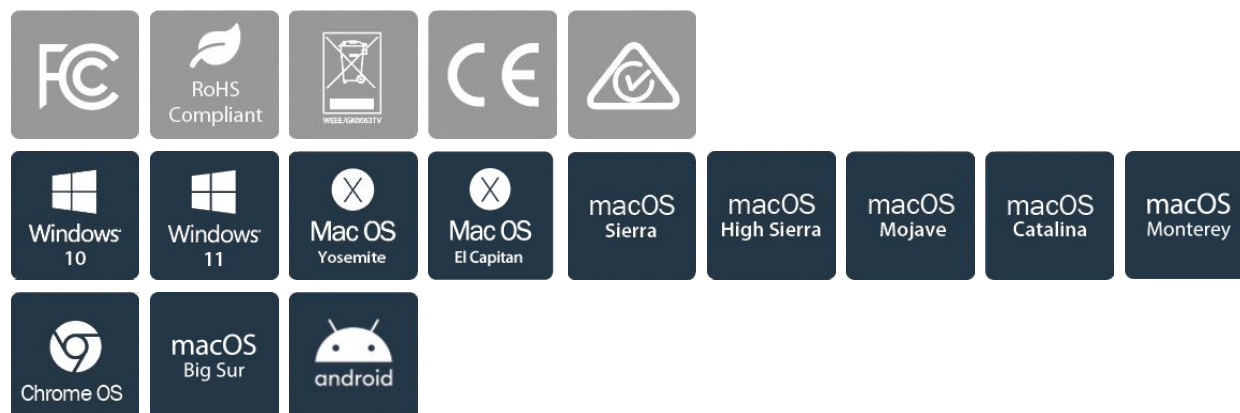 FC
RoHS
Compliant
WEEE/GK0063TV
CE
Windows
10
Windows
11
X
Mac OS
Yosemite
X
Mac OS
El Capitan
macOS
Sierra
macOS
High Sierra
macOS
Mojave
macOS
Catalina
macOS
Monterey
Chrome OS
macOS
Big Sur
android